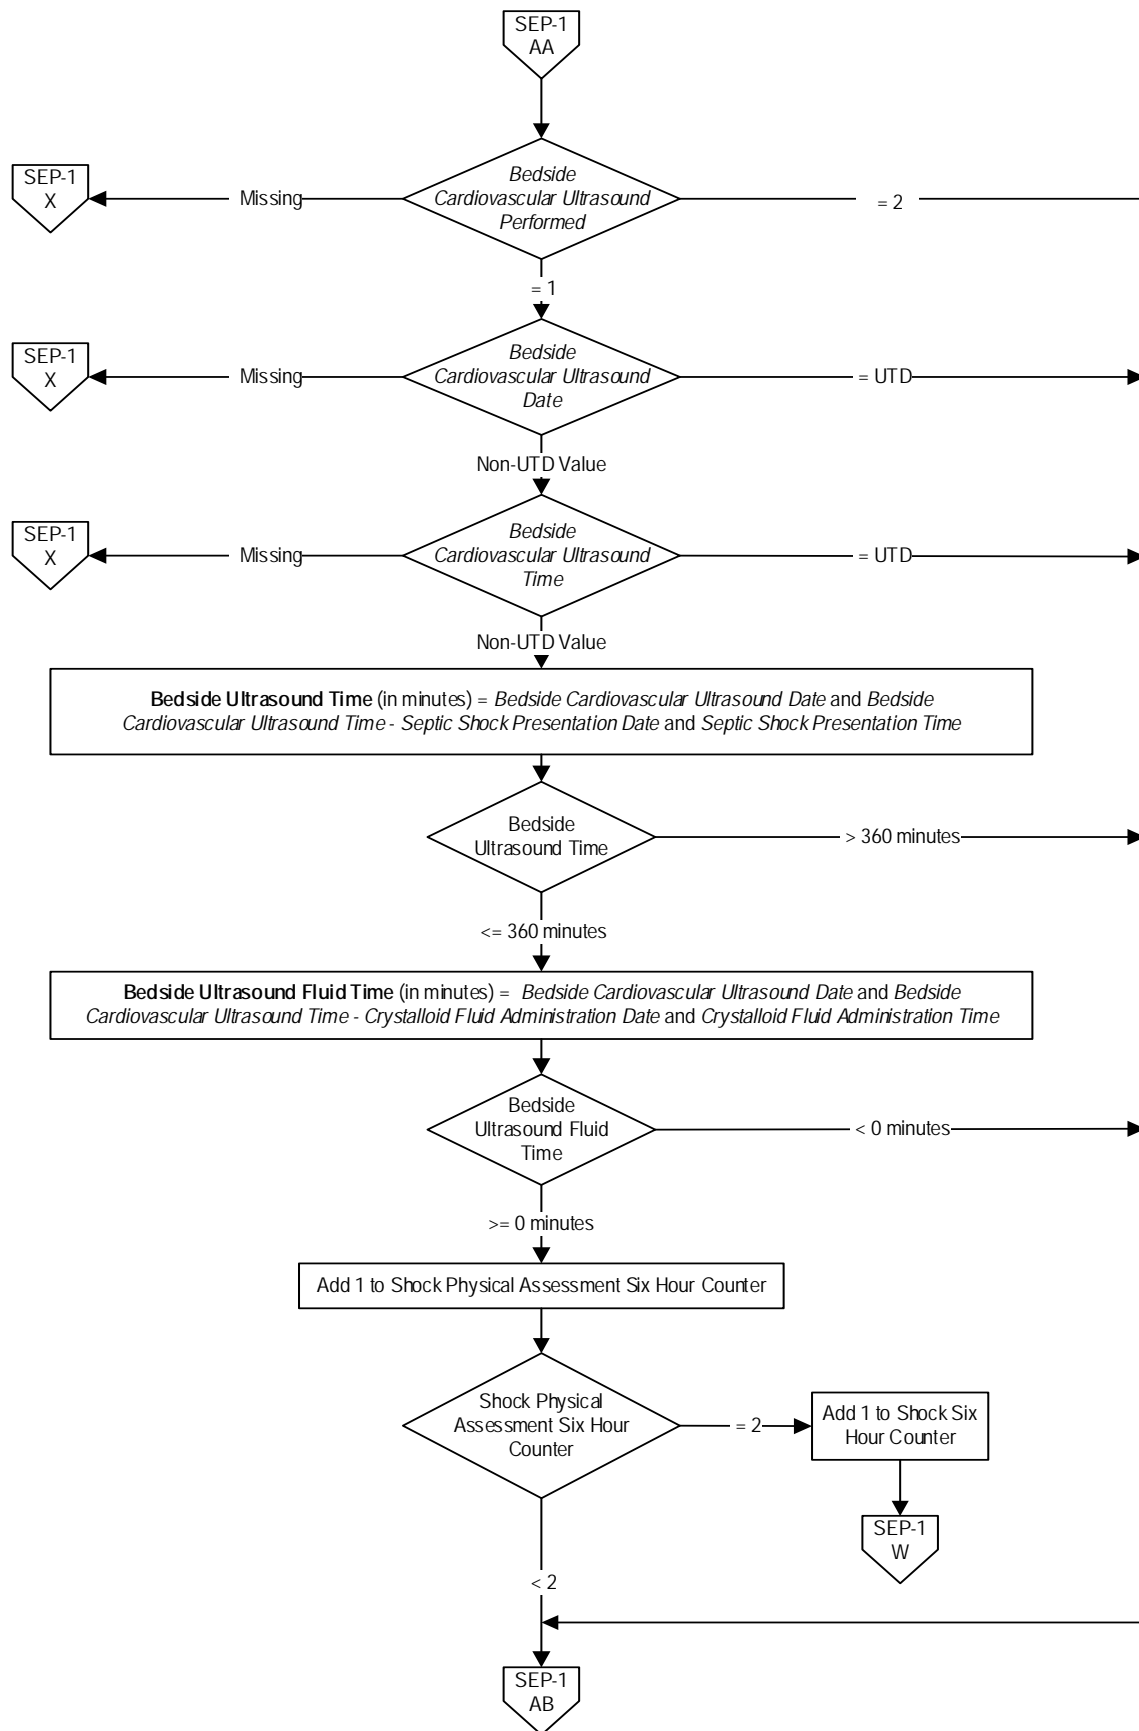 SEP-1
AA
SEP-1
X
Missing
Bedside
Cardiovascular Ultrasound
Performed
= 2
= 1
SEP-1
X
Missing
Bedside
Cardiovascular Ultrasound
Date
= UTD
Non-UTD Value
SEP-1
X
Missing
Bedside
Cardiovascular Ultrasound
Time
= UTD
Non-UTD Value
Bedside Ultrasound Time (in minutes) = Bedside Cardiovascular Ultrasound Date and Bedside
Cardiovascular Ultrasound Time - Septic Shock Presentation Date and Septic Shock Presentation Time
Bedside
Ultrasound Time
> 360 minutes
<= 360 minutes
Bedside Ultrasound Fluid Time (in minutes) = Bedside Cardiovascular Ultrasound Date and Bedside
Cardiovascular Ultrasound Time - Crystalloid Fluid Administration Date and Crystalloid Fluid Administration Time
Bedside
Ultrasound Fluid
Time
< 0 minutes
>= 0 minutes
Add 1 to Shock Physical Assessment Six Hour Counter
Shock Physical
Assessment Six Hour
Counter
= 2
Add 1 to Shock Six
Hour Counter
SEP-1
W
< 2
SEP-1
AB